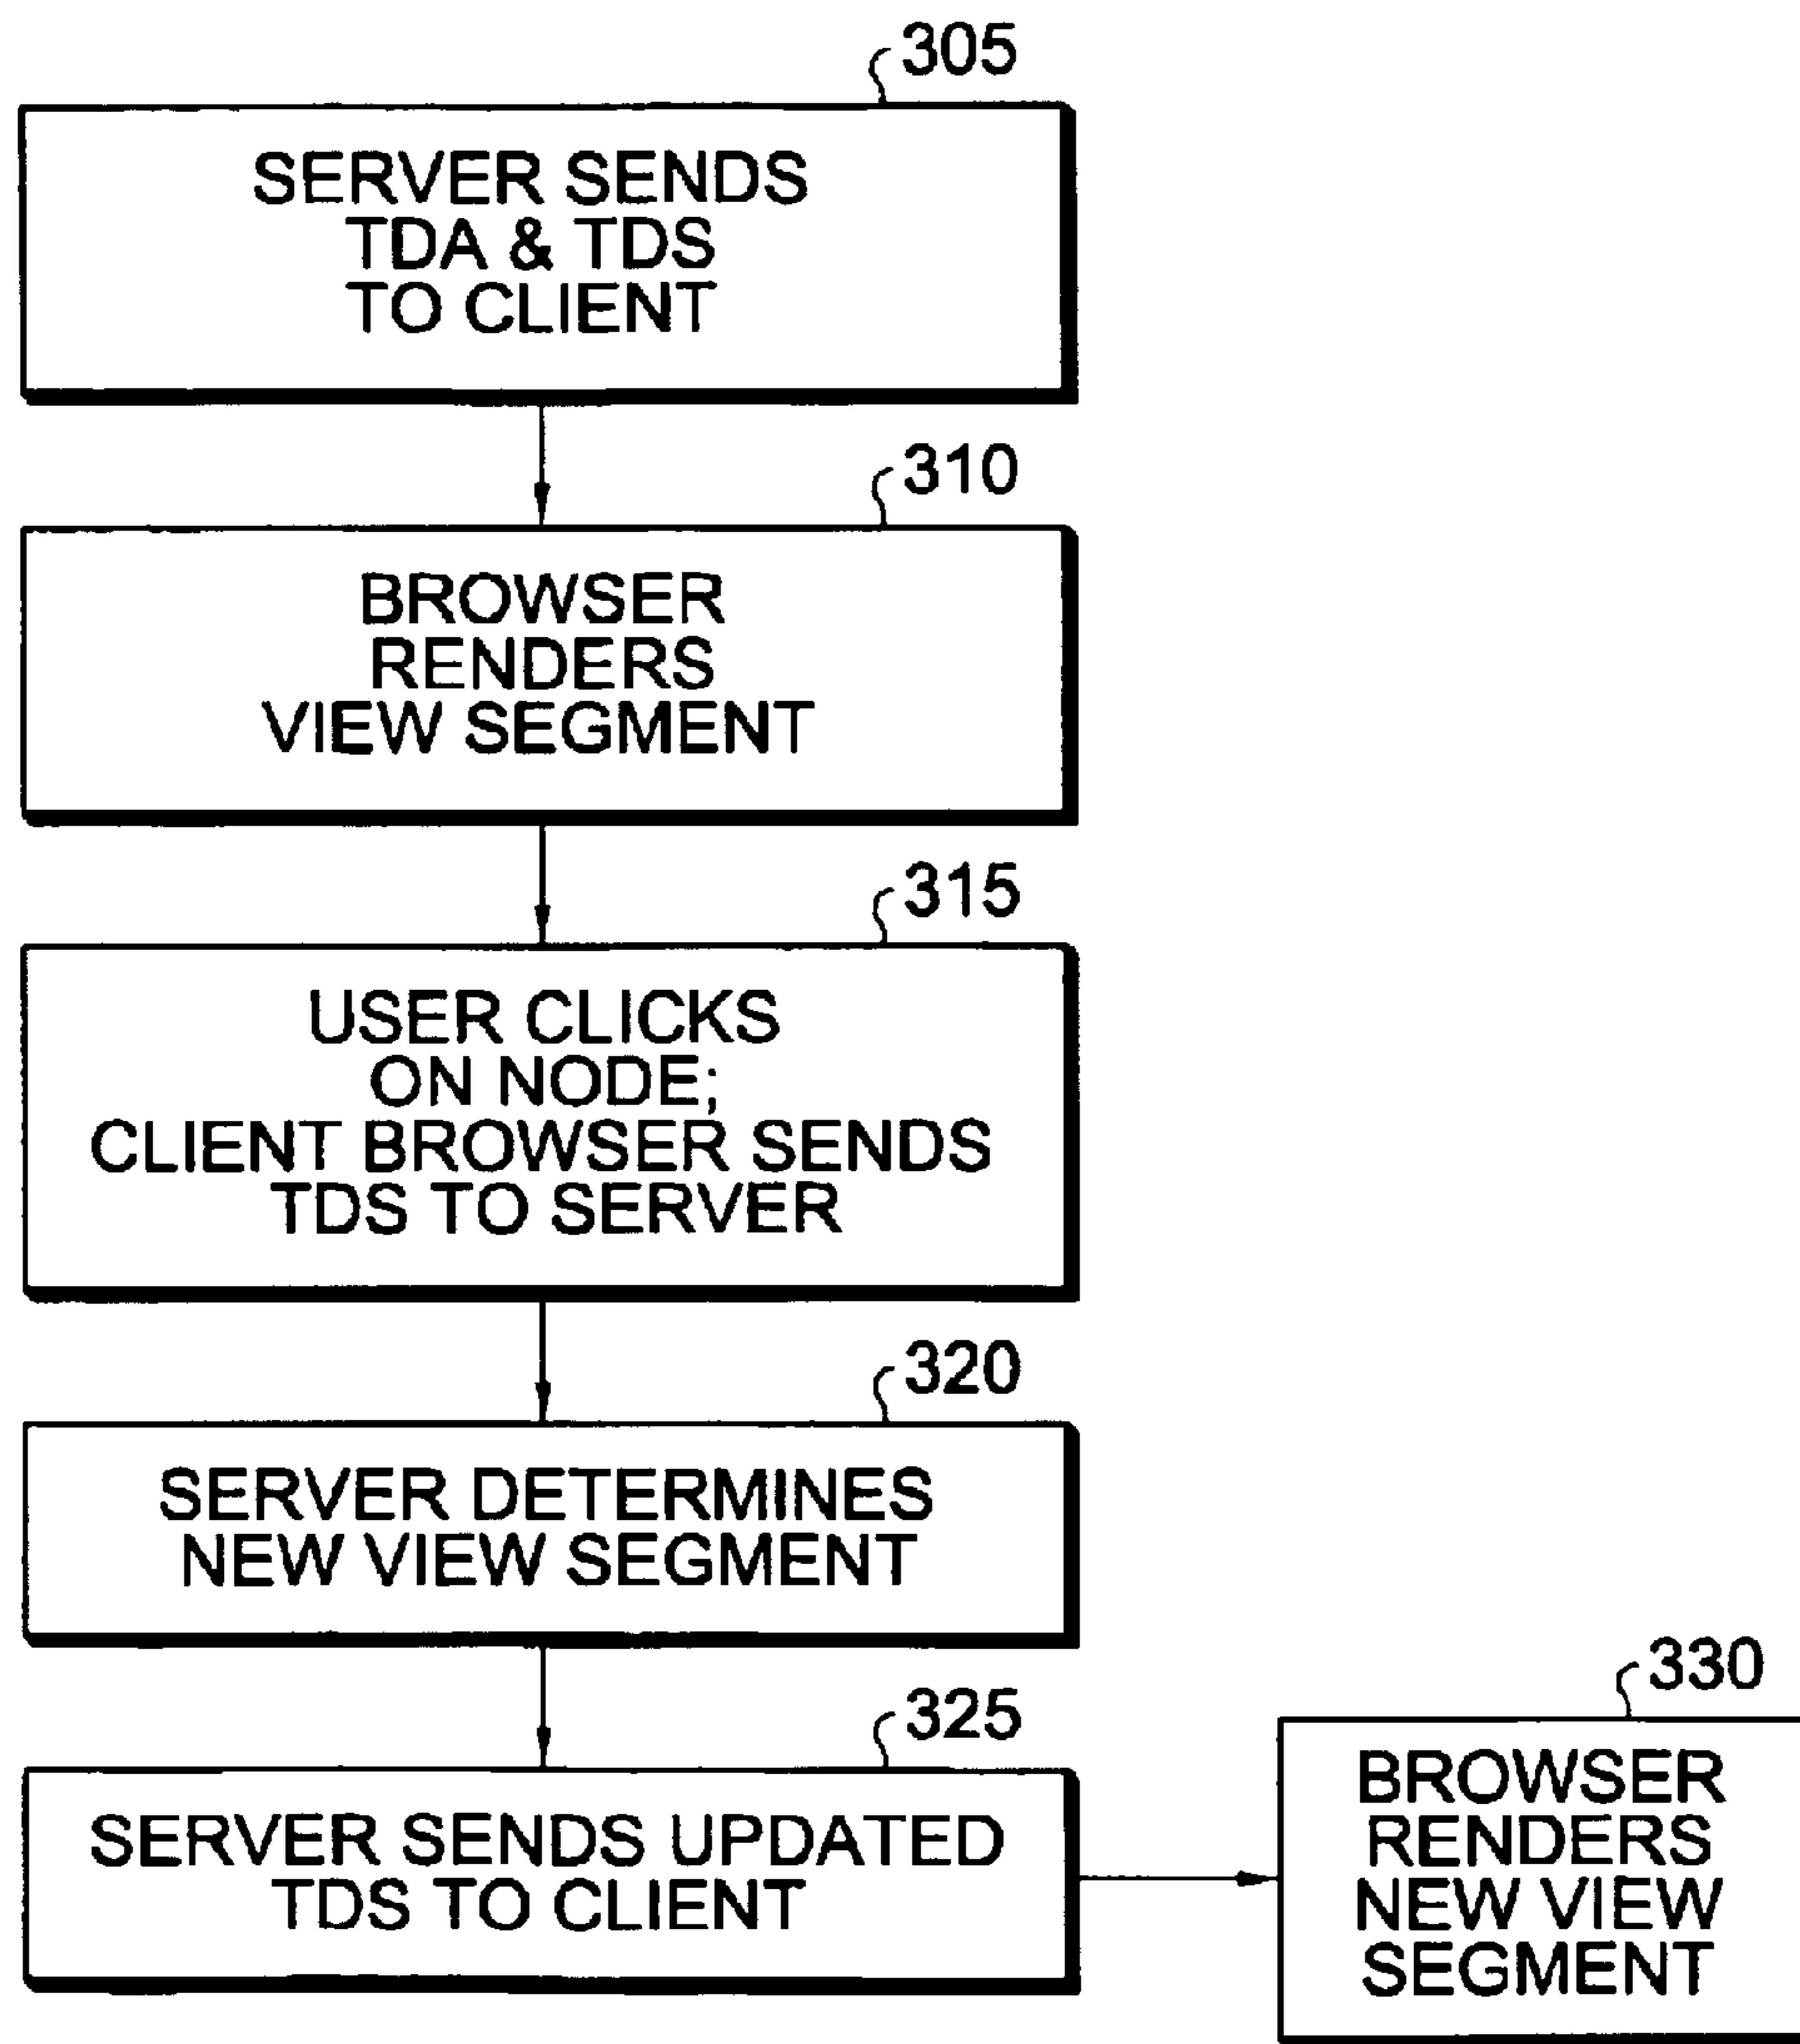 305
SERVER SENDS
TDA & TDS
TO CLIENT
310
BROWSER
RENDERS
VIEW SEGMENT
315
USER CLICKS
ON NODE;
CLIENT BROWSER SENDS
TDS TO SERVER
320
SERVER DETERMINES
NEW VIEW SEGMENT
325
SERVER SENDS UPDATED
TDS TO CLIENT
330
BROWSER
RENDERS
NEW VIEW
SEGMENT